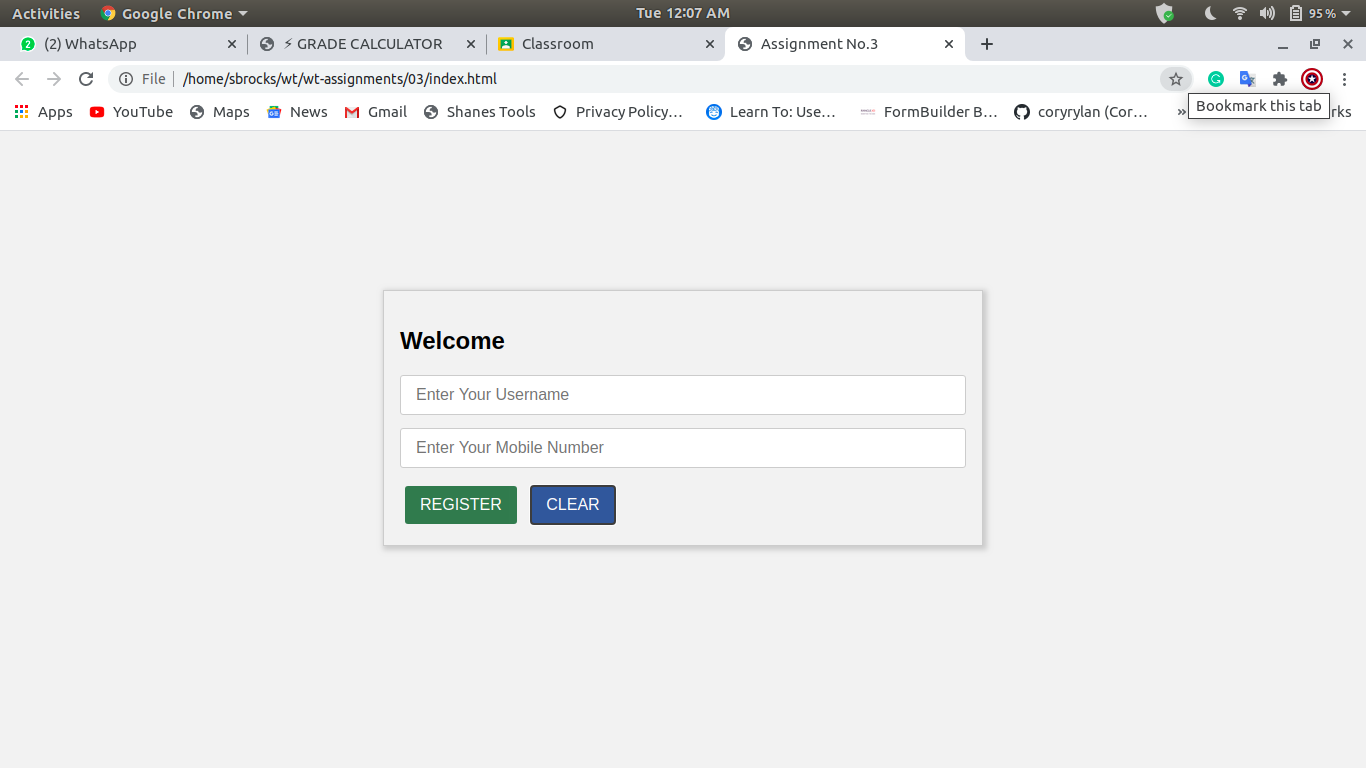 Activities Google Chrome Tue 12:07 AM 95%
2 (2) WhatsApp ⚡ GRADE CALCULATOR Classroom Assignment No.3
File /home/sbrocks/wt/wt-assignments/03/index.html
Apps YouTube Maps News Gmail Shanes Tools Privacy Policy… Learn To: Use… FormBuilder B… coryrylan (Cor… » rks
Bookmark this tab
Welcome
Enter Your Username
Enter Your Mobile Number
REGISTER CLEAR